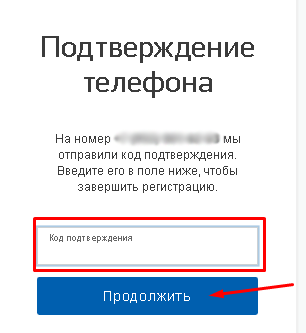 Подтверждение
телефона
На номер мы
отправили код подтверждения.
Введите его в поле ниже, чтобы
завершить регистрацию.
Код подтверждения
Продолжить